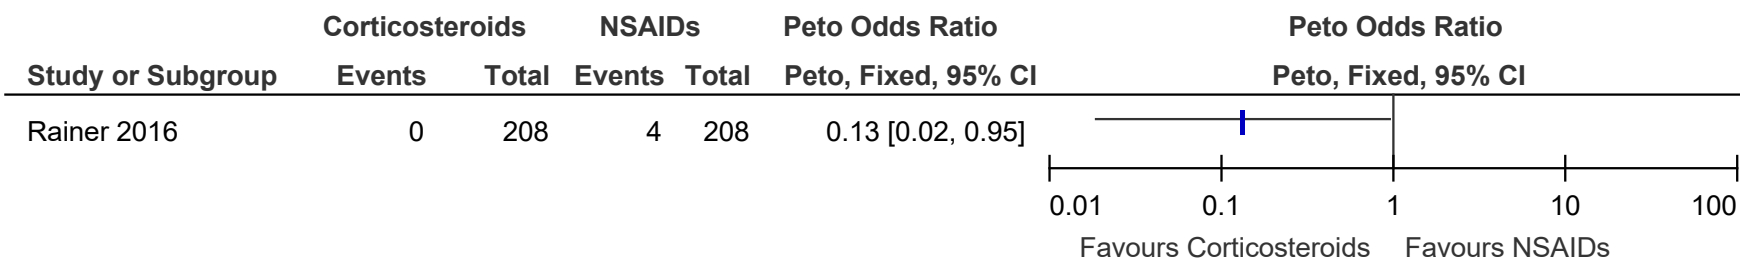 Corticosteroids NSAIDs Peto Odds Ratio Peto Odds Ratio
Study or Subgroup Events Total Events Total Peto, Fixed, 95% CI Peto, Fixed, 95% CI
Rainer 2016 0 208 4 208 0.13 [0.02, 0.95]
0.01 0.1 1 10 100
Favours Corticosteroids Favours NSAIDs